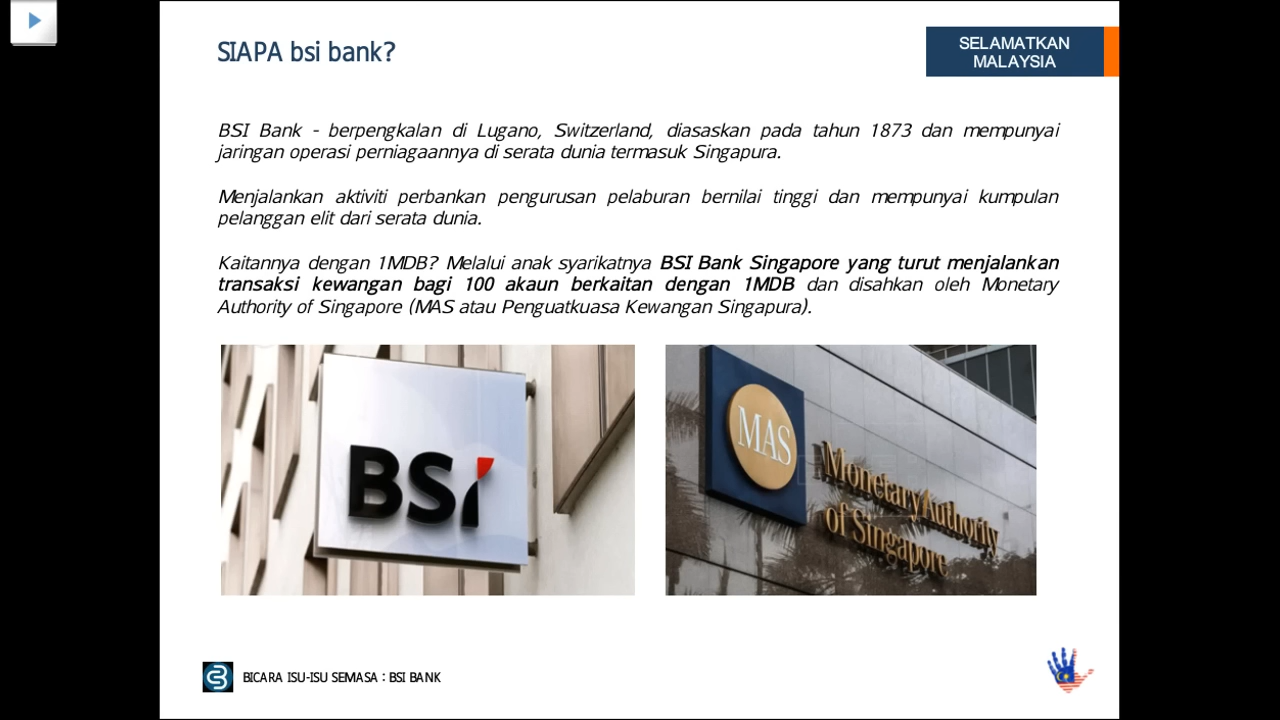 SIAPA bsi bank?
SELAMATKAN
MALAYSIA
BSI Bank - berpengkalan di Lugano, Switzerland, diasaskan pada tahun 1873 dan mempunyai
jaringan operasi perniagaannya di serata dunia termasuk Singapura.
Menjalankan aktiviti perbankan pengurusan pelaburan bernilai tinggi dan mempunyai kumpulan
pelanggan elit dari serata dunia.
Kaitannya dengan 1MDB? Melalui anak syarikatnya BSI Bank Singapore yang turut menjalankan
transaksi kewangan bagi 100 akaun berkaitan dengan 1MDB dan disahkan oleh Monetary
Authority of Singapore (MAS atau Penguatkuasa Kewangan Singapura).
BSi
MAS
Monetary Authority
of Singapore
BICARA ISU-ISU SEMASA : BSI BANK